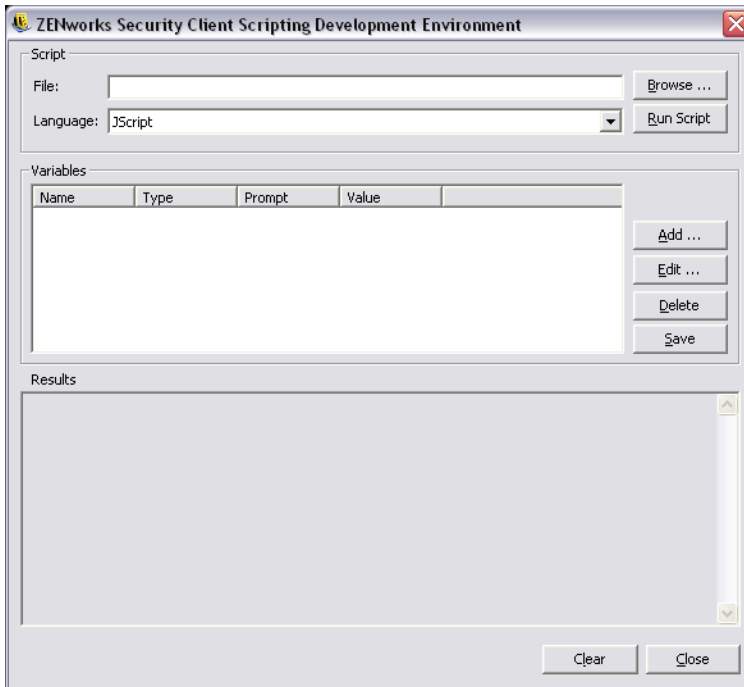 ZENworks Security Client Scripting Development Environment
Script
File:
Browse ...
Language: JScript
Run Script
Variables
Name Type Prompt Value
Add ...
Edit ...
Delete
Save
Results
Clear Close